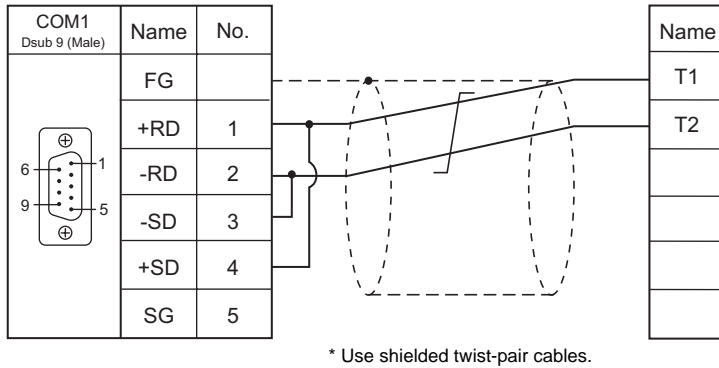 COM1
Dsub 9 (Male)
Name No.
FG
+RD 1
-RD 2
-SD 3
+SD 4
SG 5
6 1
9 5
Name
T1
T2
* Use shielded twist-pair cables.